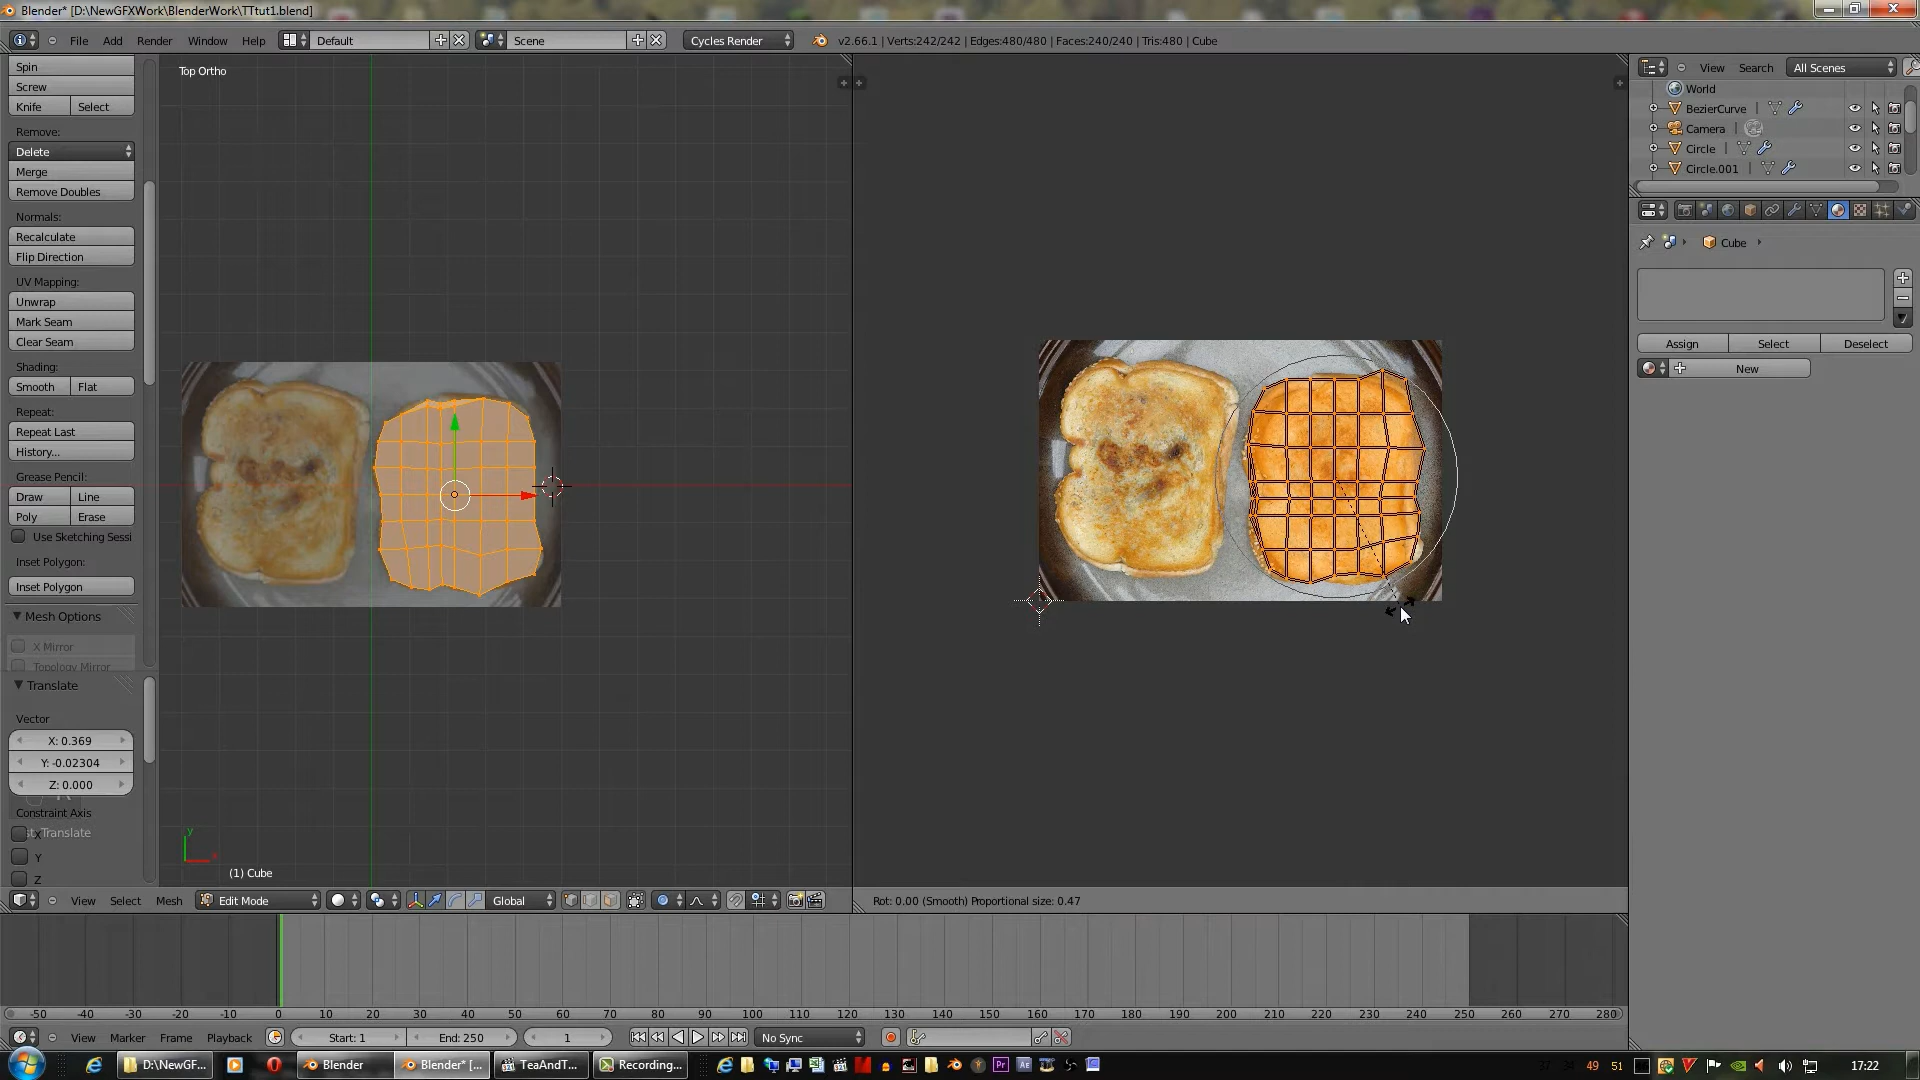 Blender* [D:\NewGFXWork\BlenderWork\TTtut1.blend]
File Add Render Window Help Default Scene Cycles Render v2.66.1 | Verts:242/242 | Edges:480/480 | Faces:240/240 | Tris:480 | Cube
Spin
Screw
Knife Select
Remove:
Delete
Merge
Remove Doubles
Normals:
Recalculate
Flip Direction
UV Mapping:
Unwrap
Mark Seam
Clear Seam
Shading:
Smooth Flat
Repeat:
Repeat Last
History...
Grease Pencil:
Draw Line
Poly Erase
Use Sketching Sessi
Inset Polygon:
Inset Polygon
Mesh Options
X Mirror
Topology Mirror
Translate
Vector
X: 0.369
Y: -0.02304
Z: 0.000
Constraint Axis
X
st: Translate
Y
Z
Top Ortho
y
x
(1) Cube
View Select Mesh Edit Mode Global
Rot: 0.00 (Smooth) Proportional size: 0.47
View Search All Scenes
World
BezierCurve
Camera
Circle
Circle.001
Cube
Assign Select Deselect
New
-50 -40 -30 -20 -10 0 10 20 30 40 50 60 70 80 90 100 110 120 130 140 150 160 170 180 190 200 210 220 230 240 250 260 270 280
View Marker Frame Playback Start: 1 End: 250 1 No Sync
D:\NewGF... Blender Blender* [... TeaAndT... Recording... Pr Ae 49 51 17:22